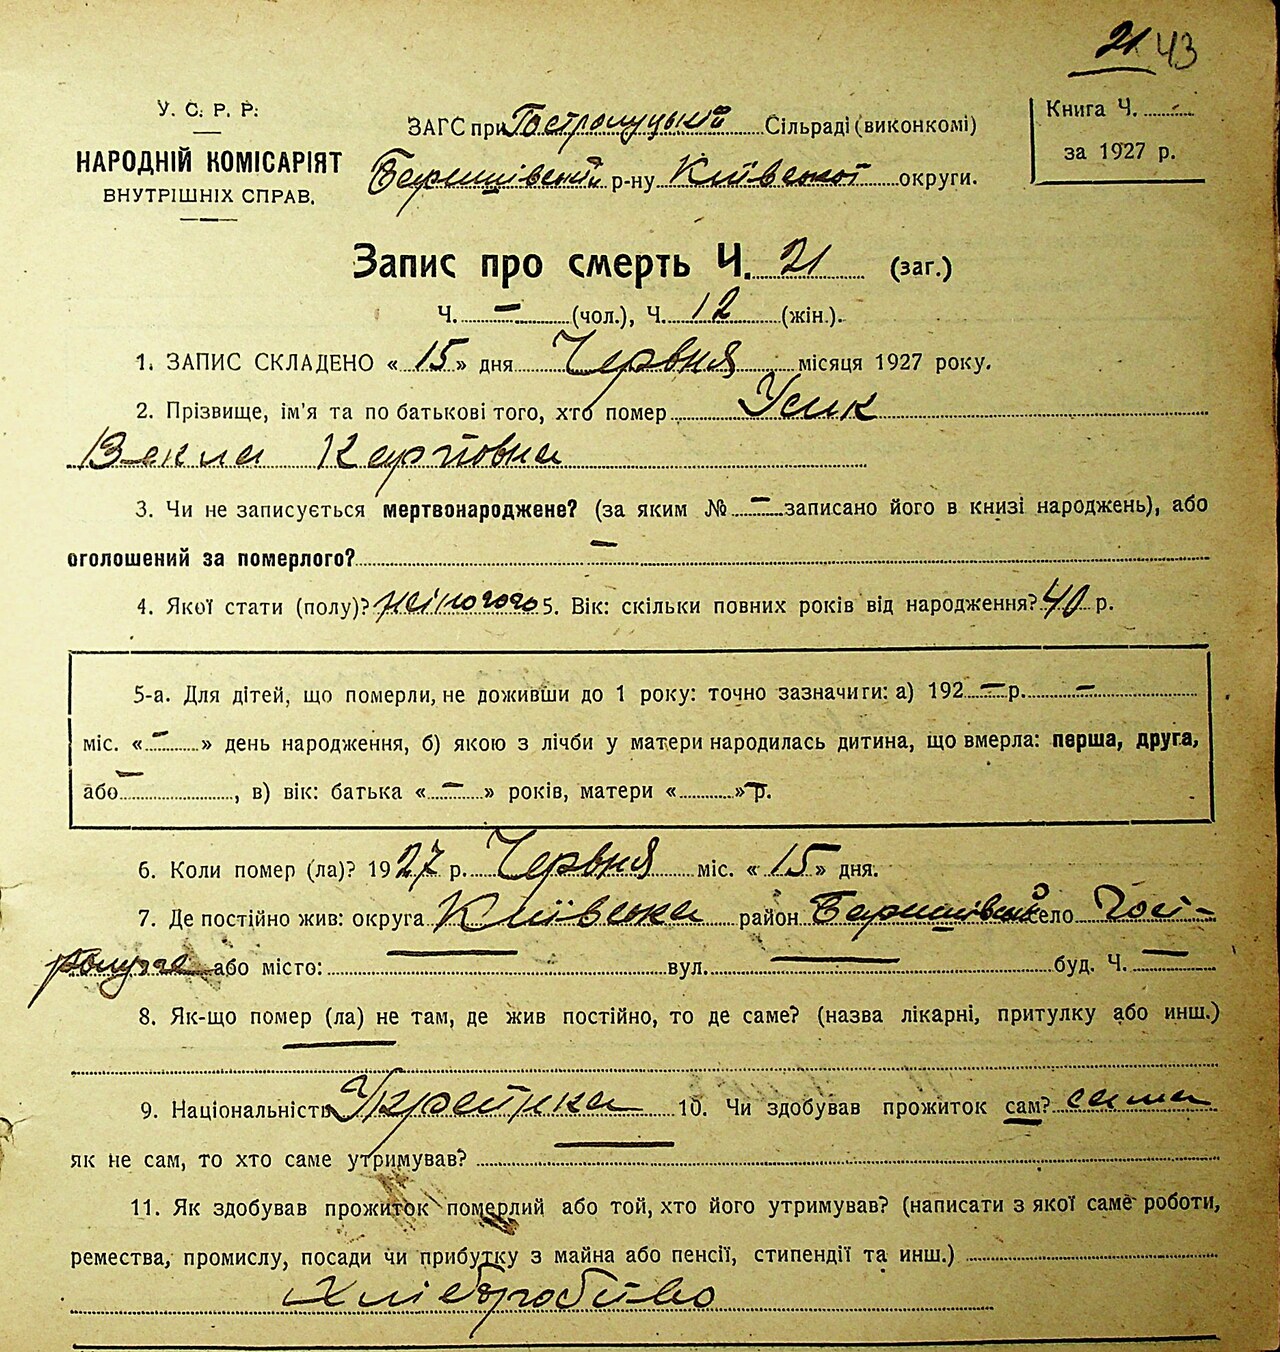 21 43
У. С. Р. Р.
НАРОДНІЙ КОМІСАРІЯТ
ВНУТРІШНІХ СПРАВ.
ЗАГС при Гостролуцькій Сільраді (виконкомі)
Баришівський р-ну Київської округи.
Книга Ч. -
за 1927 р.
Запис про смерть Ч. 21 (заг.)
Ч. - (чол.), Ч. 12 (жін.).
1. ЗАПИС СКЛАДЕНО « 15 » дня Червня місяця 1927 року.
2. Прізвище, ім'я та по батькові того, хто помер Усик
Векла Карповна
3. Чи не записується мертвонароджене? (за яким № - записано його в книзі народжень), або
оголошений за померлого? -
4. Якої стати (полу)? жіночого 5. Вік: скільки повних років від народження? 40 р.
5-а. Для дітей, що померли, не доживши до 1 року: точно зазначити: а) 192 - р. -
міс. « - » день народження, б) якою з лічби у матери народилась дитина, що вмерла: перша, друга,
або - , в) вік: батька « - » років, матери « » - р.
6. Коли помер (ла)? 1927 р. Червня міс. « 15 » дня.
7. Де постійно жив: округа Київська район Баришівський село Гост-
ролуччя або місто: - вул. - буд. Ч. -
8. Як-що помер (ла) не там, де жив постійно, то де саме? (назва лікарні, притулку або инш.)
-
9. Національність Українка 10. Чи здобував прожиток сам? сама
як не сам, то хто саме утримував? -
11. Як здобував прожиток померлий або той, хто його утримував? (написати з якої саме роботи,
ремества, промислу, посади чи прибутку з майна або пенсії, стипендії та инш.)
Хліборобство